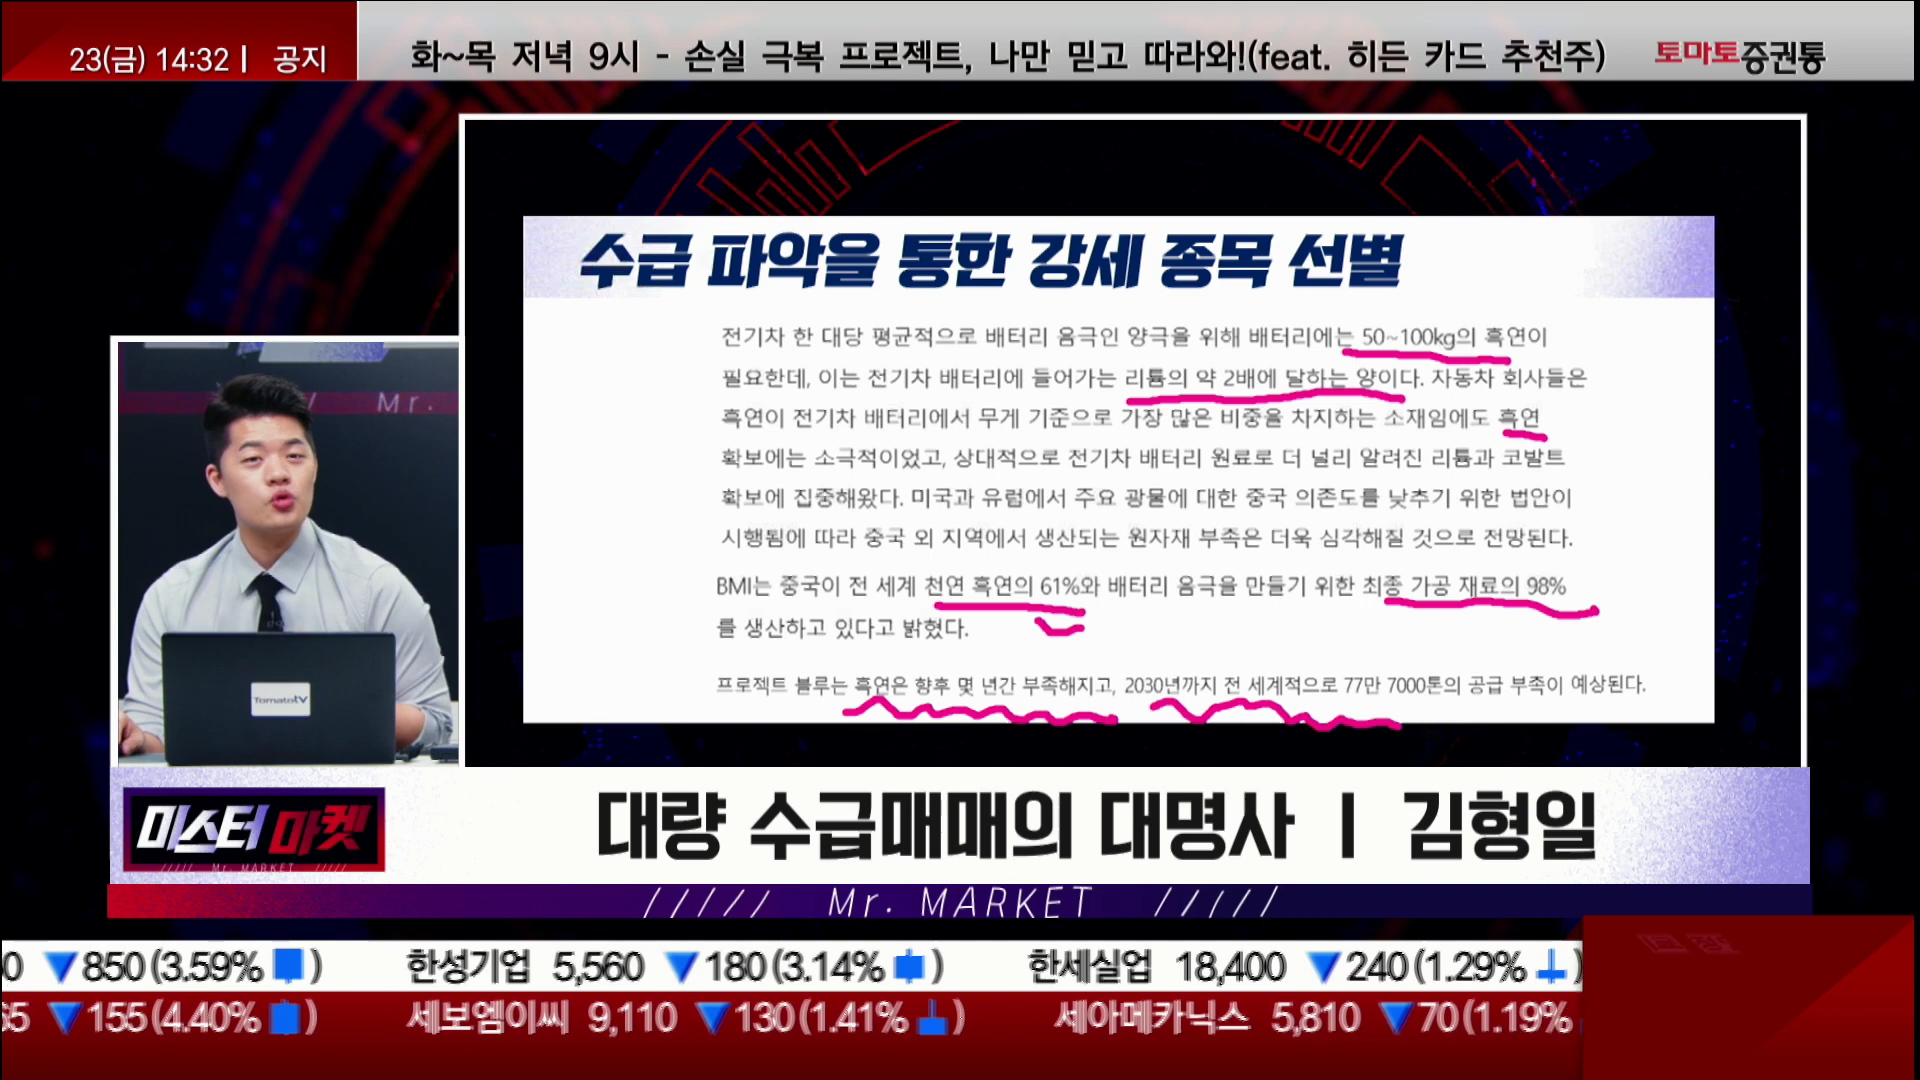 23(금) 14:32 | 공지
화~목 저녁 9시 - 손실 극복 프로젝트, 나만 믿고 따라와!(feat. 히든 카드 추천주)
토마토증권통
수급 파악을 통한 강세 종목 선별
전기차 한 대당 평균적으로 배터리 음극인 양극을 위해 배터리에는 50~100kg의 흑연이
필요한데, 이는 전기차 배터리에 들어가는 리튬의 약 2배에 달하는 양이다. 자동차 회사들은
흑연이 전기차 배터리에서 무게 기준으로 가장 많은 비중을 차지하는 소재임에도 흑연
확보에는 소극적이었고, 상대적으로 전기차 배터리 원료로 더 널리 알려진 리튬과 코발트
확보에 집중해왔다. 미국과 유럽에서 주요 광물에 대한 중국 의존도를 낮추기 위한 법안이
시행됨에 따라 중국 외 지역에서 생산되는 원자재 부족은 더욱 심각해질 것으로 전망된다.
BMI는 중국이 전 세계 천연 흑연의 61%와 배터리 음극을 만들기 위한 최종 가공 재료의 98%
를 생산하고 있다고 밝혔다.
프로젝트 블루는 흑연은 향후 몇 년간 부족해지고, 2030년까지 전 세계적으로 77만 7000톤의 공급 부족이 예상된다.
Mr.
TomatoTV
미스터 마켓
///// Mr. MARKET /////
대량 수급매매의 대명사 | 김형일
///// Mr. MARKET /////
0 ▼850(3.59% ) 한성기업 5,560 ▼180(3.14% ) 한세실업 18,400 ▼240(1.29% )
65 ▼155(4.40% ) 세보엠이씨 9,110 ▼130(1.41% ) 세아메카닉스 5,810 ▼70(1.19%